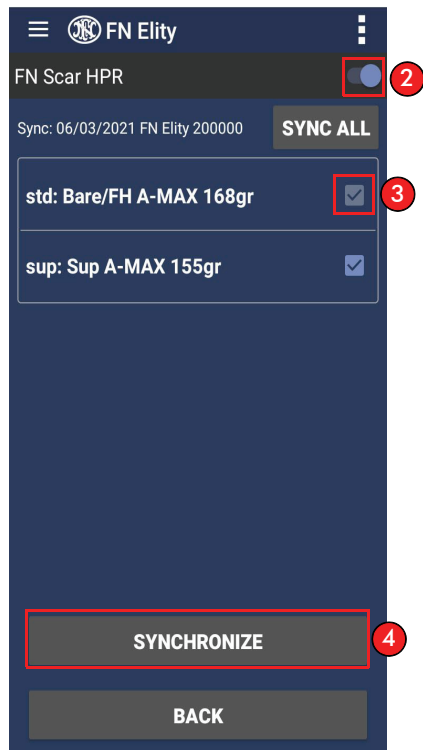 FN Elity
FN Scar HPR
2
Sync: 06/03/2021 FN Elity 200000
SYNC ALL
std: Bare/FH A-MAX 168gr
3
sup: Sup A-MAX 155gr
SYNCHRONIZE
4
BACK